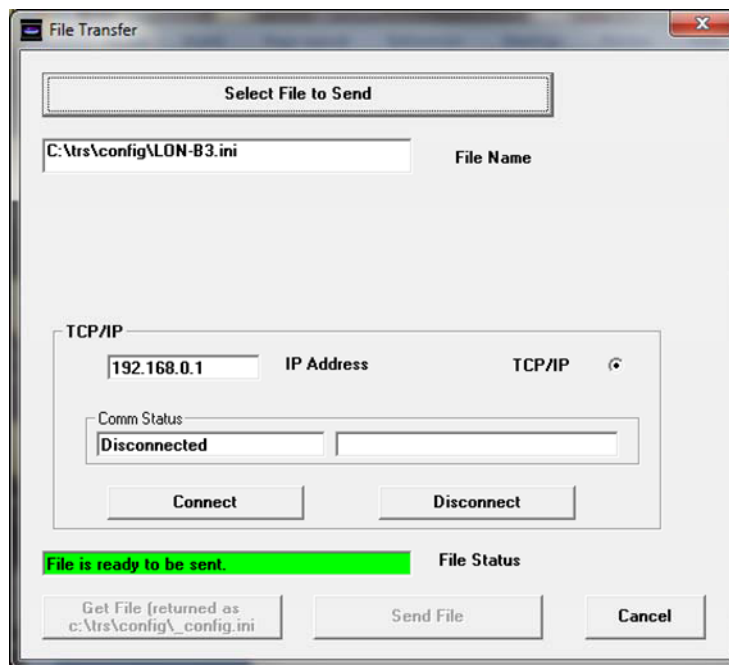 File Transfer
Select File to Send
C:\trs\config\LON-B3.ini
File Name
TCP/IP
192.168.0.1 IP Address TCP/IP
Comm Status
Disconnected
Connect Disconnect
File is ready to be sent. File Status
Get File (returned as
c:\trs\config\_config.ini
Send File
Cancel